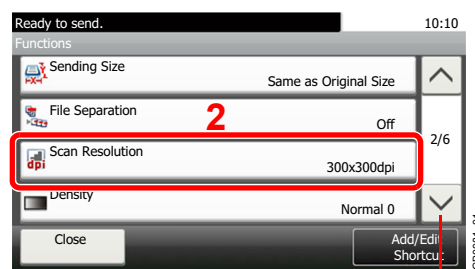 Ready to send. 10:10
Functions
Sending Size
Same as Original Size
File Separation
2
Off
2/6
Scan Resolution
dpi
300x300dpi
Density
Normal 0
Close
Add/Edit
Shortcut